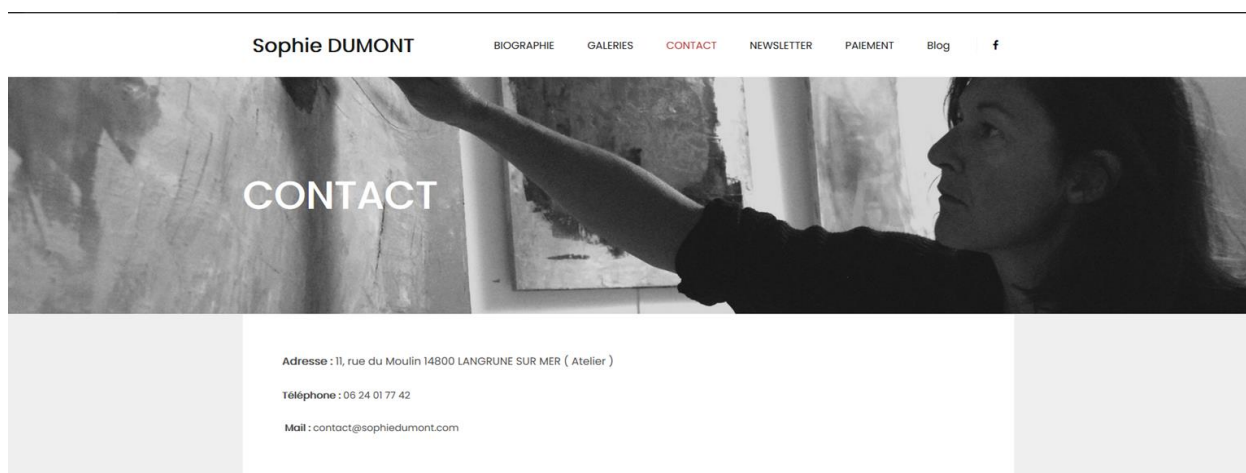 Sophie DUMONT BIOGRAPHIE GALERIES CONTACT NEWSLETTER PAIEMENT Blog f
CONTACT
Adresse : 11, rue du Moulin 14800 LANGRUNE SUR MER ( Atelier )
Téléphone : 06 24 01 77 42
Mail : contact@sophiedumont.com